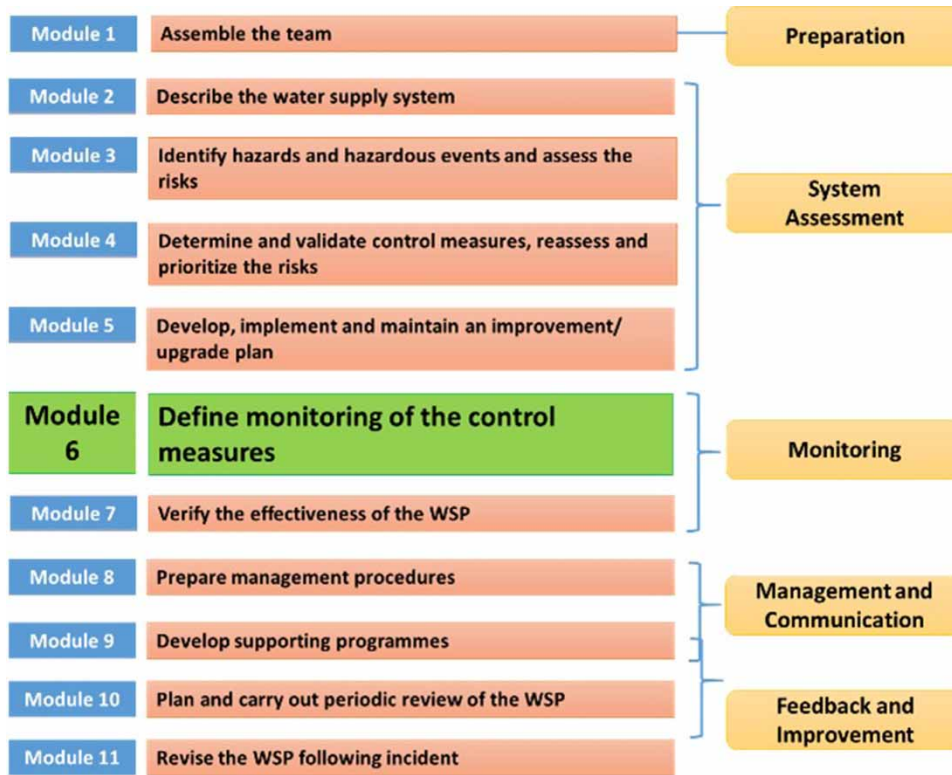 Module 1
Assemble the team
Preparation
Module 2
Describe the water supply system
Module 3
Identify hazards and hazardous events and assess the
risks
System
Assessment
Module 4
Determine and validate control measures, reassess and
prioritize the risks
Module 5
Develop, implement and maintain an improvement/
upgrade plan
Module
6
Define monitoring of the control
measures
Monitoring
Module 7
Verify the effectiveness of the WSP
Module 8
Prepare management procedures
Management and
Communication
Module 9
Develop supporting programmes
Module 10
Plan and carry out periodic review of the WSP
Feedback and
Improvement
Module 11
Revise the WSP following incident